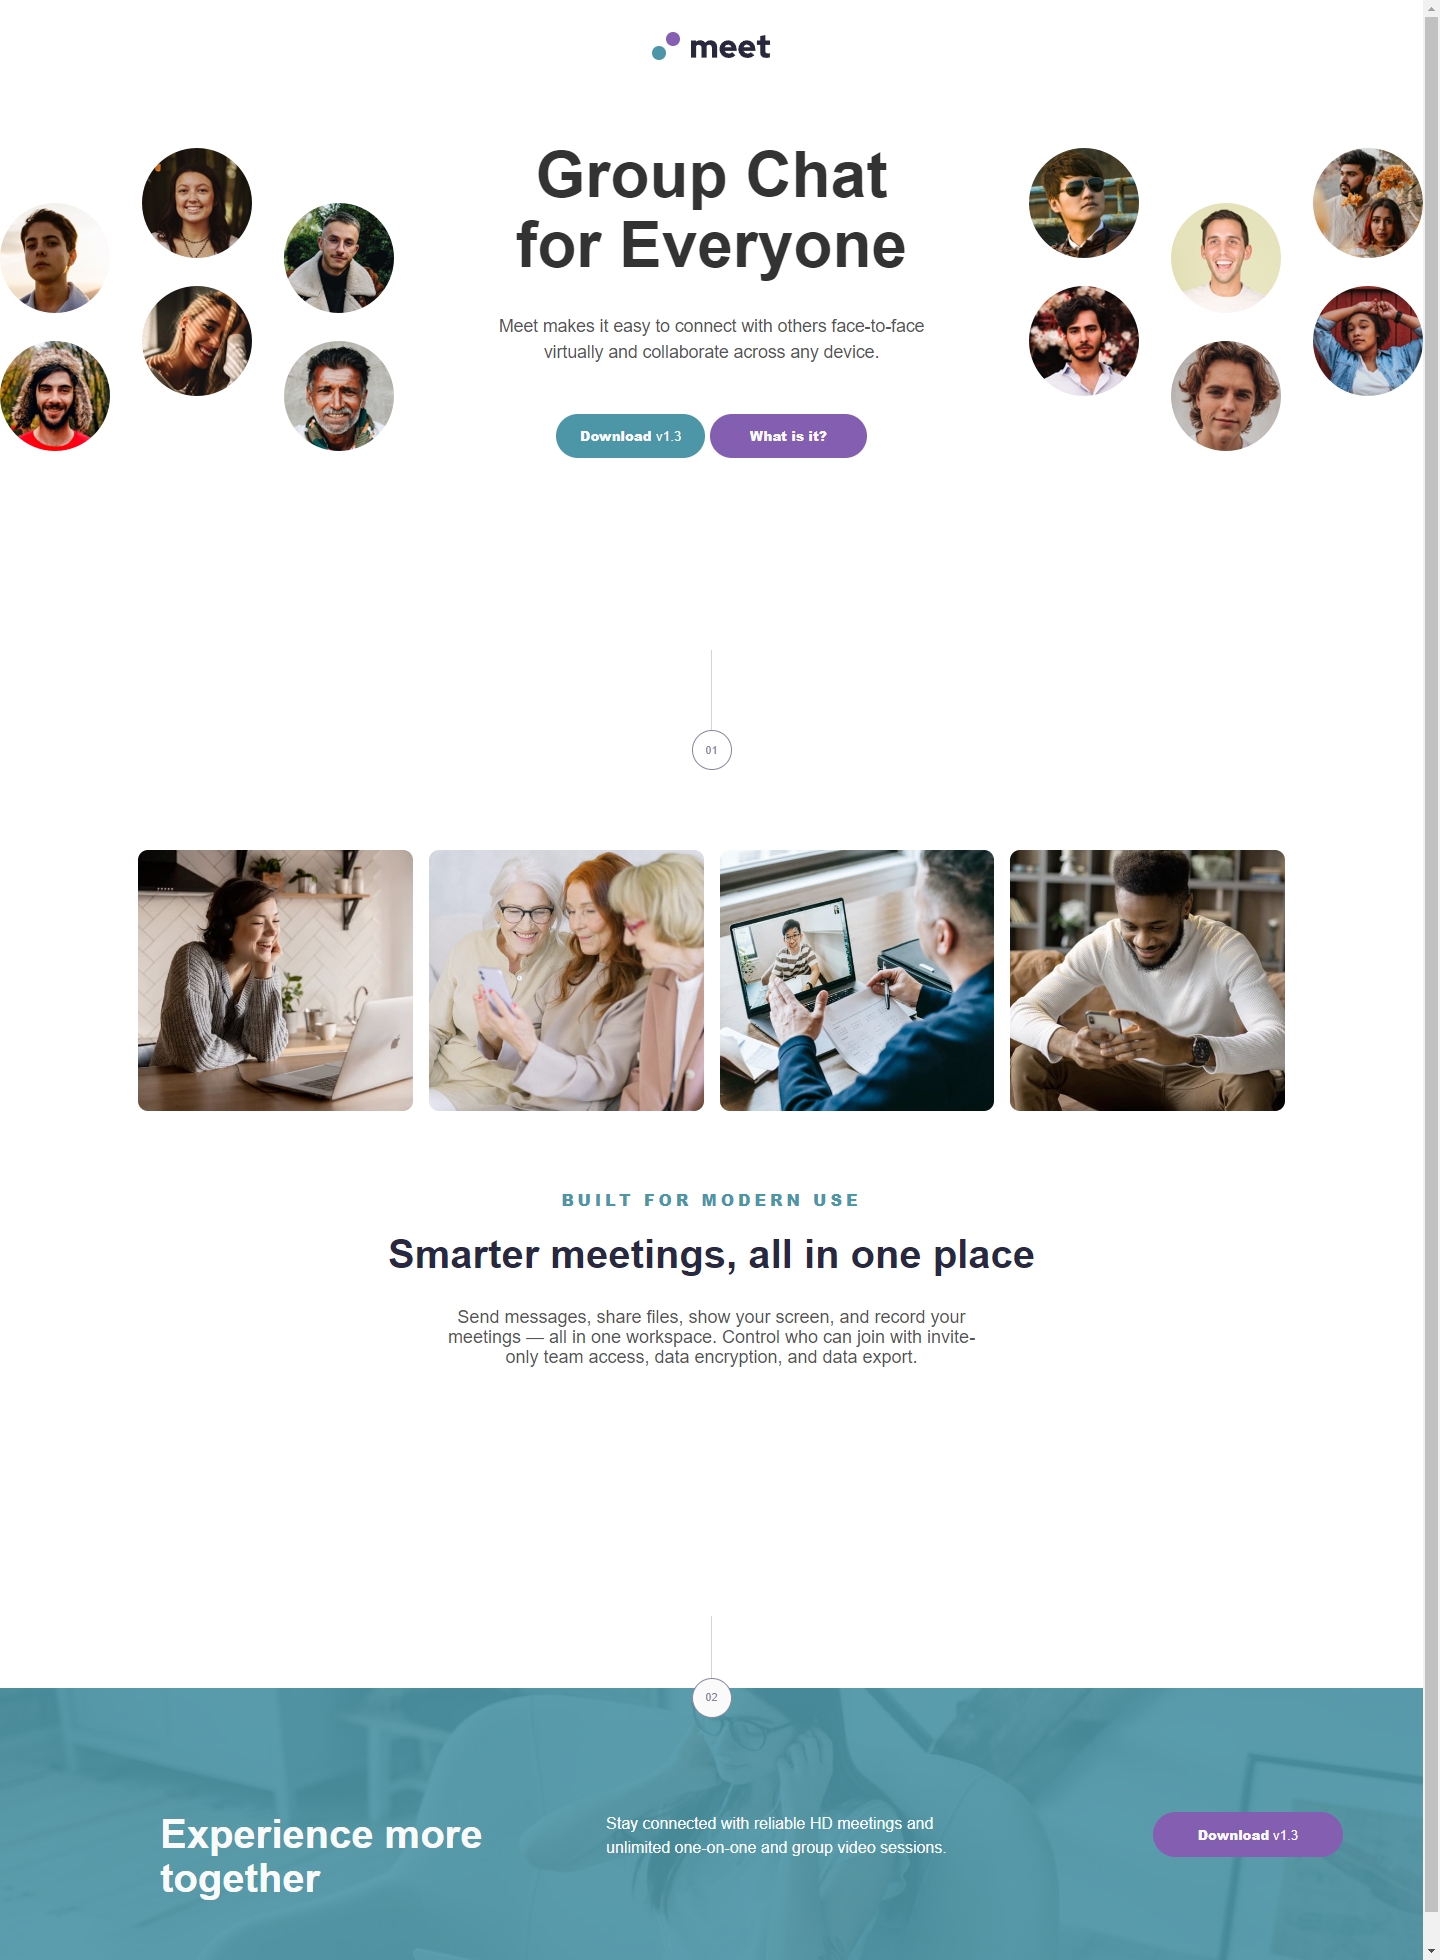 meet
Group Chat
for Everyone
Meet makes it easy to connect with others face-to-face
virtually and collaborate across any device.
Download v1.3
What is it?
01
BUILT FOR MODERN USE
Smarter meetings, all in one place
Send messages, share files, show your screen, and record your
meetings — all in one workspace. Control who can join with invite-
only team access, data encryption, and data export.
02
Experience more
together
Stay connected with reliable HD meetings and
unlimited one-on-one and group video sessions.
Download v1.3